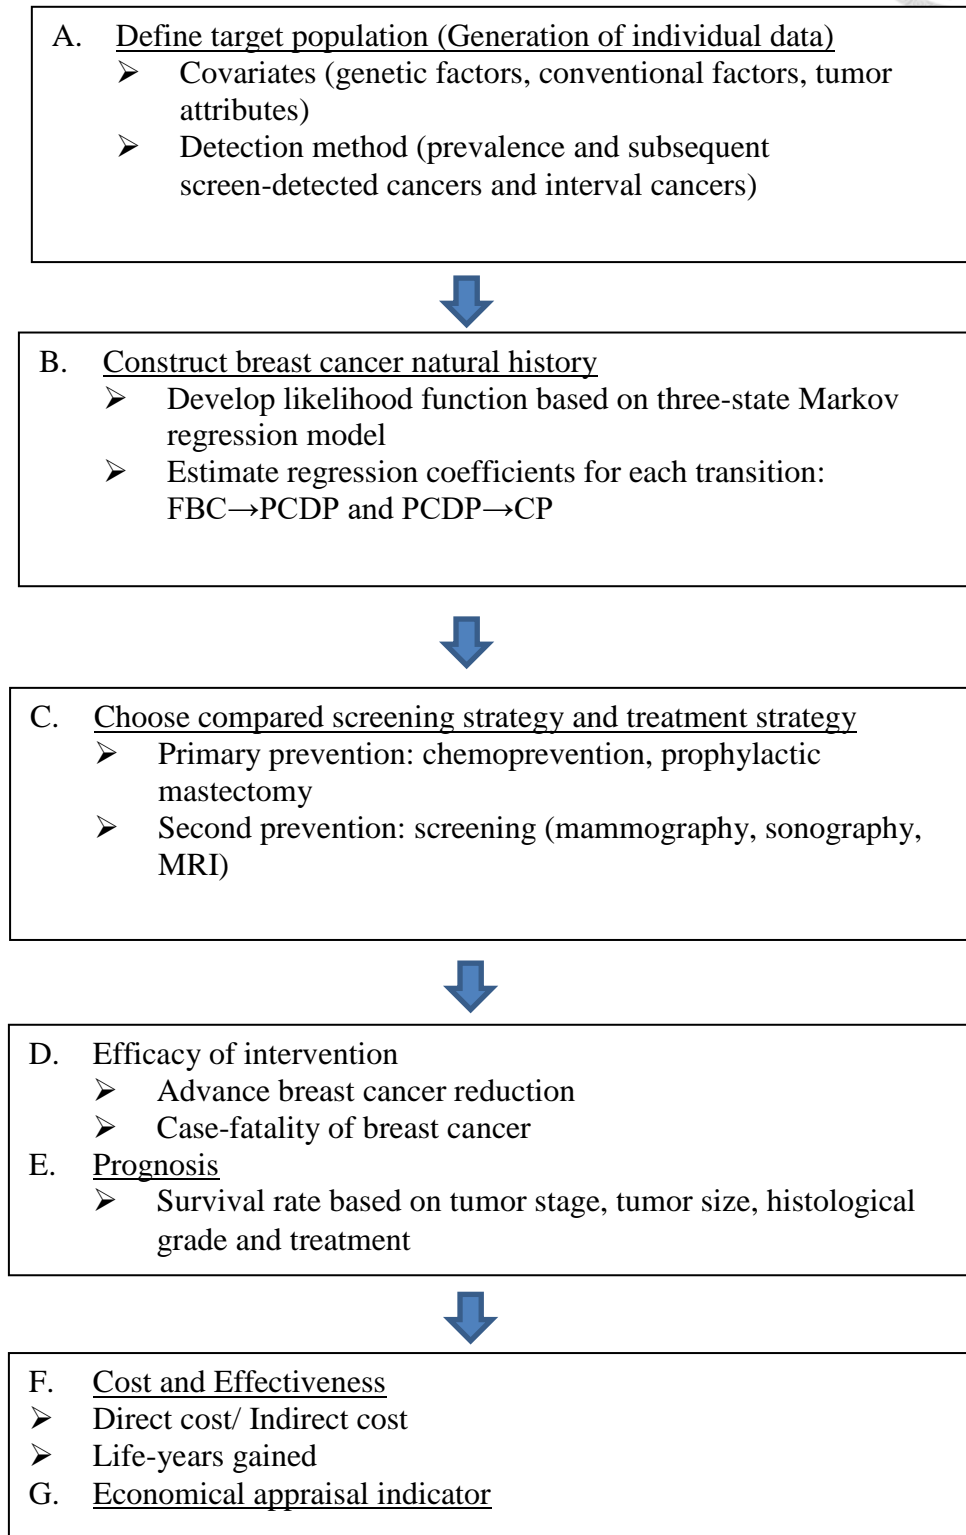 A. Define target population (Generation of individual data)
➢ Covariates (genetic factors, conventional factors, tumor
attributes)
➢ Detection method (prevalence and subsequent
screen-detected cancers and interval cancers)
B. Construct breast cancer natural history
➢ Develop likelihood function based on three-state Markov
regression model
➢ Estimate regression coefficients for each transition:
FBC→PCDP and PCDP→CP
C. Choose compared screening strategy and treatment strategy
➢ Primary prevention: chemoprevention, prophylactic
mastectomy
➢ Second prevention: screening (mammography, sonography,
MRI)
D. Efficacy of intervention
➢ Advance breast cancer reduction
➢ Case-fatality of breast cancer
E. Prognosis
➢ Survival rate based on tumor stage, tumor size, histological
grade and treatment
F. Cost and Effectiveness
➢ Direct cost/ Indirect cost
➢ Life-years gained
G. Economical appraisal indicator